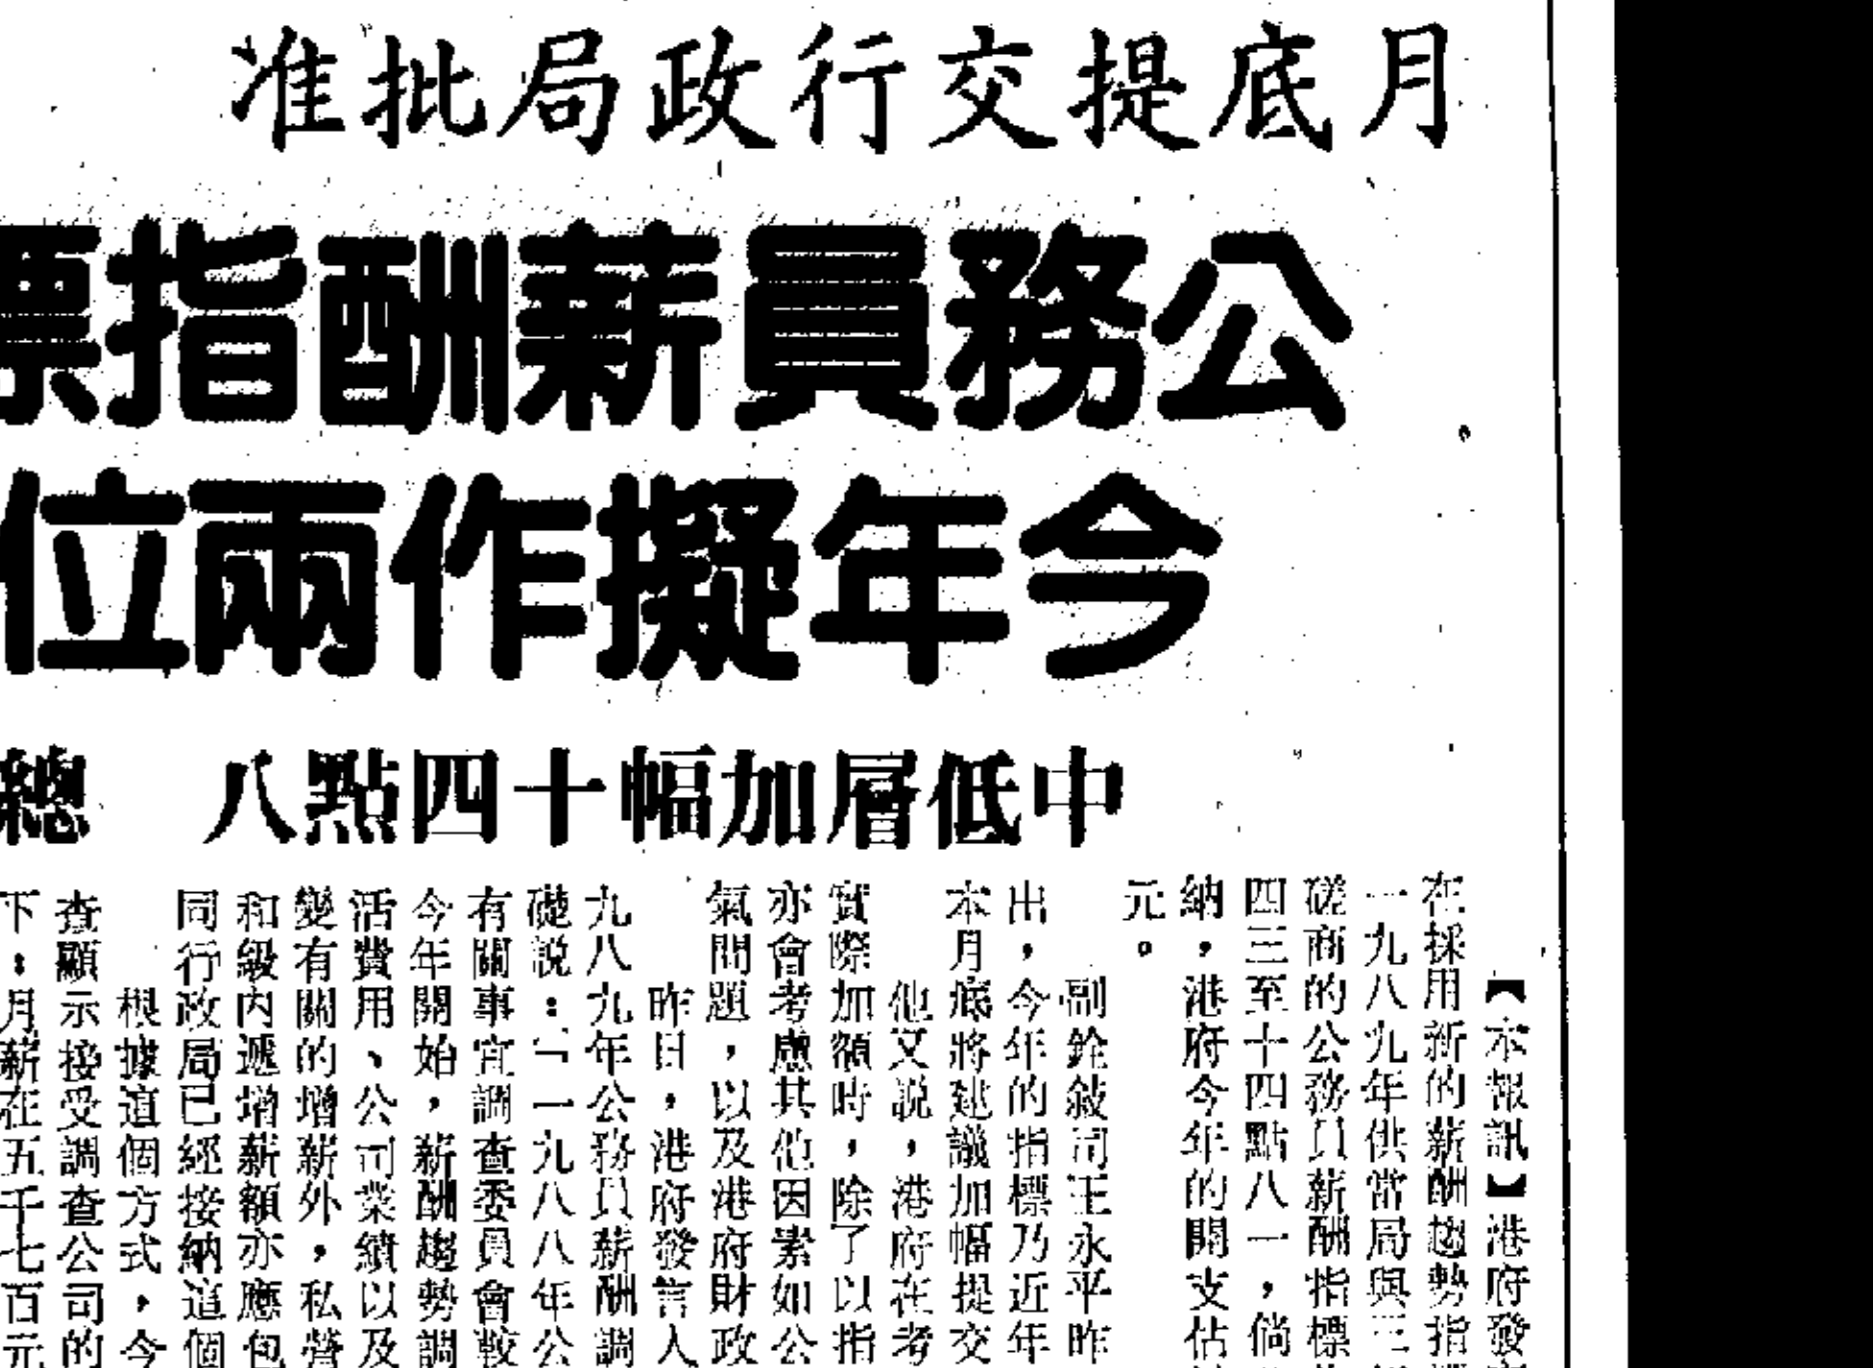 月底提交行政局批准
公務員薪酬指標
今年擬作兩位
中低層加幅十四點八　總
【本報訊】港府發
在採用新的薪酬趨勢指
一九八九年供當局與三
磋商的公務員薪酬指標
四三至十四點八一，倘
納，港府今年的開支估
元。
副銓敍司王永平昨
出，今年的指標乃近年
本月底將建議加幅提交
他又說，港府在考
實際加額時，除了以指
亦會考慮其他因素如公
氣問題，以及港府財政
昨日，港府發言人
九八九年公務員薪酬調
礎說：「一九八八年公
有關事宜調查委員會較
今年開始，薪酬趨勢調
活費用、公司業績以及
變有關的增薪外，私營
和級內遞增薪額亦應包
同行政局已經接納這個
根據這個方式，今
查顯示接受調查公司的
下：月薪在五千七百元